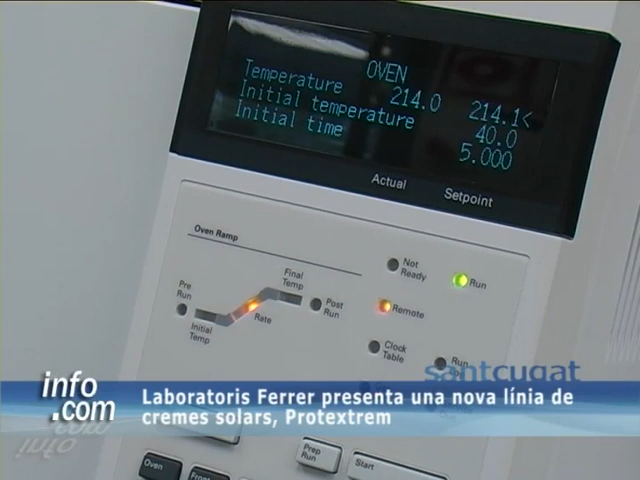 OVEN
Temperature 214.0 214.1<
Initial temperature 40.0
Initial time 5.000
Actual Setpoint
Oven Ramp
Not Ready
Run
Pre Run
Final Temp
Post Run
Remote
Initial Temp
Rate
Clock Table
Run
santcugat
info.com
Laboratoris Ferrer presenta una nova línia de
cremes solars, Protextrem
Prep Run
Start
Oven
Front